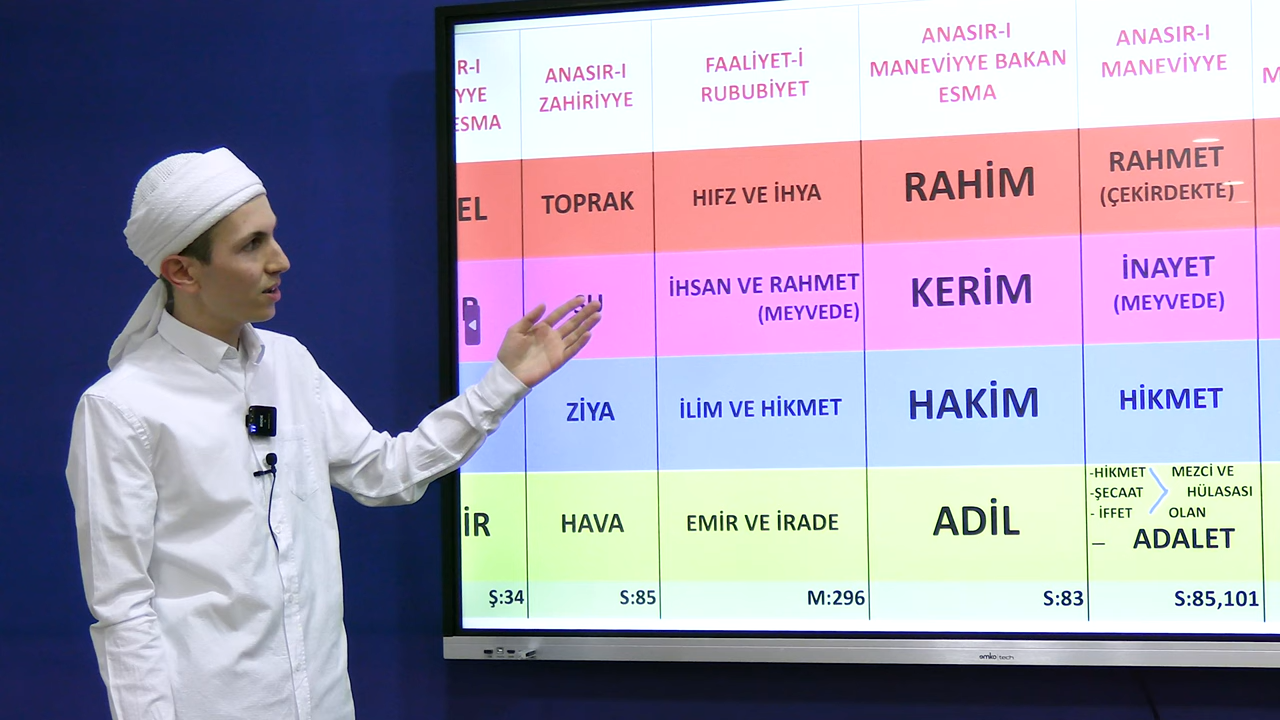 R-I
YYE
ESMA
ANASIR-I
ZAHİRİYYE
FAALİYET-İ
RUBUBİYET
ANASIR-I
MANEVİYYE BAKAN
ESMA
ANASIR-I
MANEVİYYE
M
EL
TOPRAK
HIFZ VE İHYA
RAHİM
RAHMET
(ÇEKİRDEKTE)
SU
İHSAN VE RAHMET
(MEYVEDE)
KERİM
İNAYET
(MEYVEDE)
ZİYA
İLİM VE HİKMET
HAKİM
HİKMET
İR
HAVA
EMİR VE İRADE
ADİL
-HİKMET MEZCİ VE
-ŞECAAT HÜLASASI
- İFFET OLAN
— ADALET
Ş:34
S:85
M:296
S:83
S:85,101
emko|tech